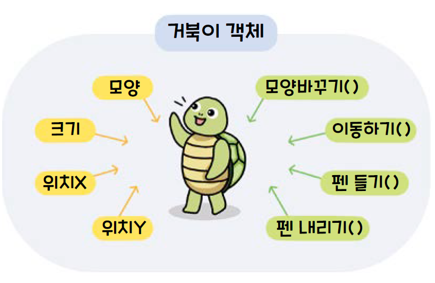 거북이 객체
모양
크기
위치X
위치Y
모양바꾸기()
이동하기()
펜 들기()
펜 내리기()